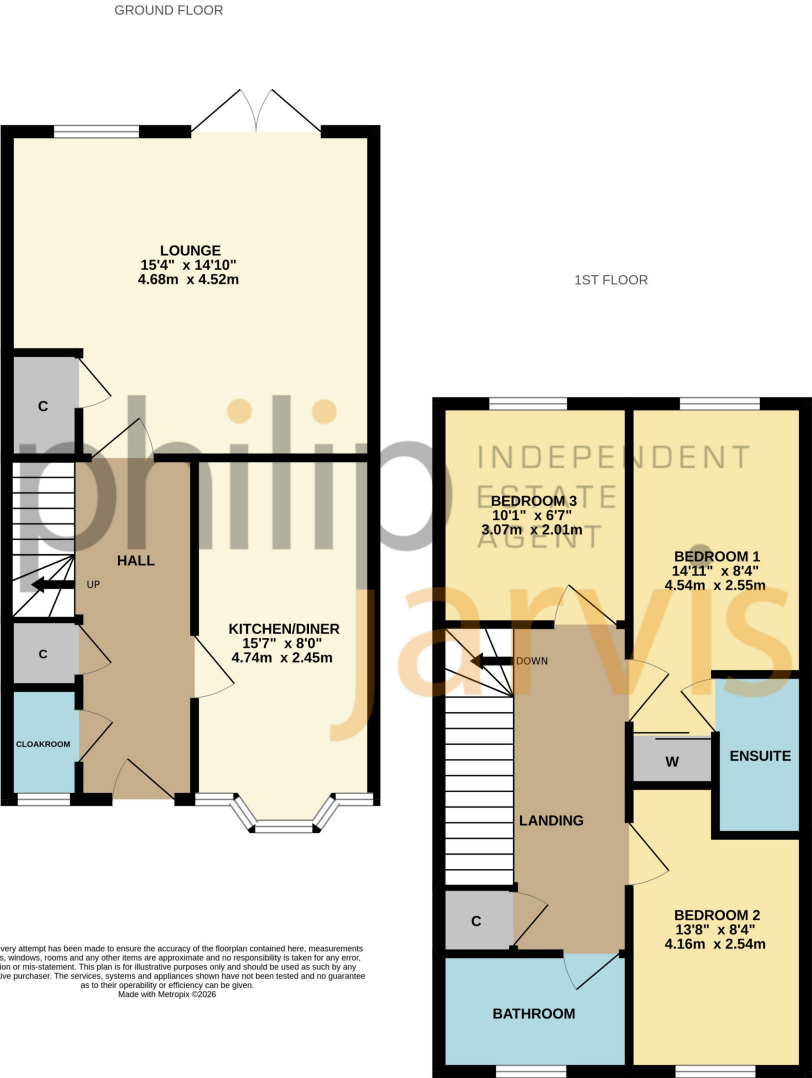 GROUND FLOOR
LOUNGE
15'4" x 14'10"
4.68m x 4.52m
C
HALL
UP
KITCHEN/DINER
15'7" x 8'0"
4.74m x 2.45m
C
CLOAKROOM
1ST FLOOR
BEDROOM 3
10'1" x 6'7"
3.07m x 2.01m
BEDROOM 1
14'11" x 8'4"
4.54m x 2.55m
DOWN
W
ENSUITE
LANDING
C
BEDROOM 2
13'8" x 8'4"
4.16m x 2.54m
BATHROOM
philip
jarvis
INDEPENDENT
ESTATE
AGENT
very attempt has been made to ensure the accuracy of the floorplan contained here, measurements
s, windows, rooms and any other items are approximate and no responsibility is taken for any error,
ion or mis-statement. This plan is for illustrative purposes only and should be used as such by any
tive purchaser. The services, systems and appliances shown have not been tested and no guarantee
as to their operability or efficiency can be given.
Made with Metropix ©2026